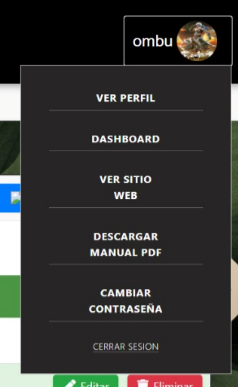 ombu
VER PERFIL
DASHBOARD
VER SITIO
WEB
DESCARGAR
MANUAL PDF
CAMBIAR
CONTRASEÑA
CERRAR SESION
Editar
Eliminar